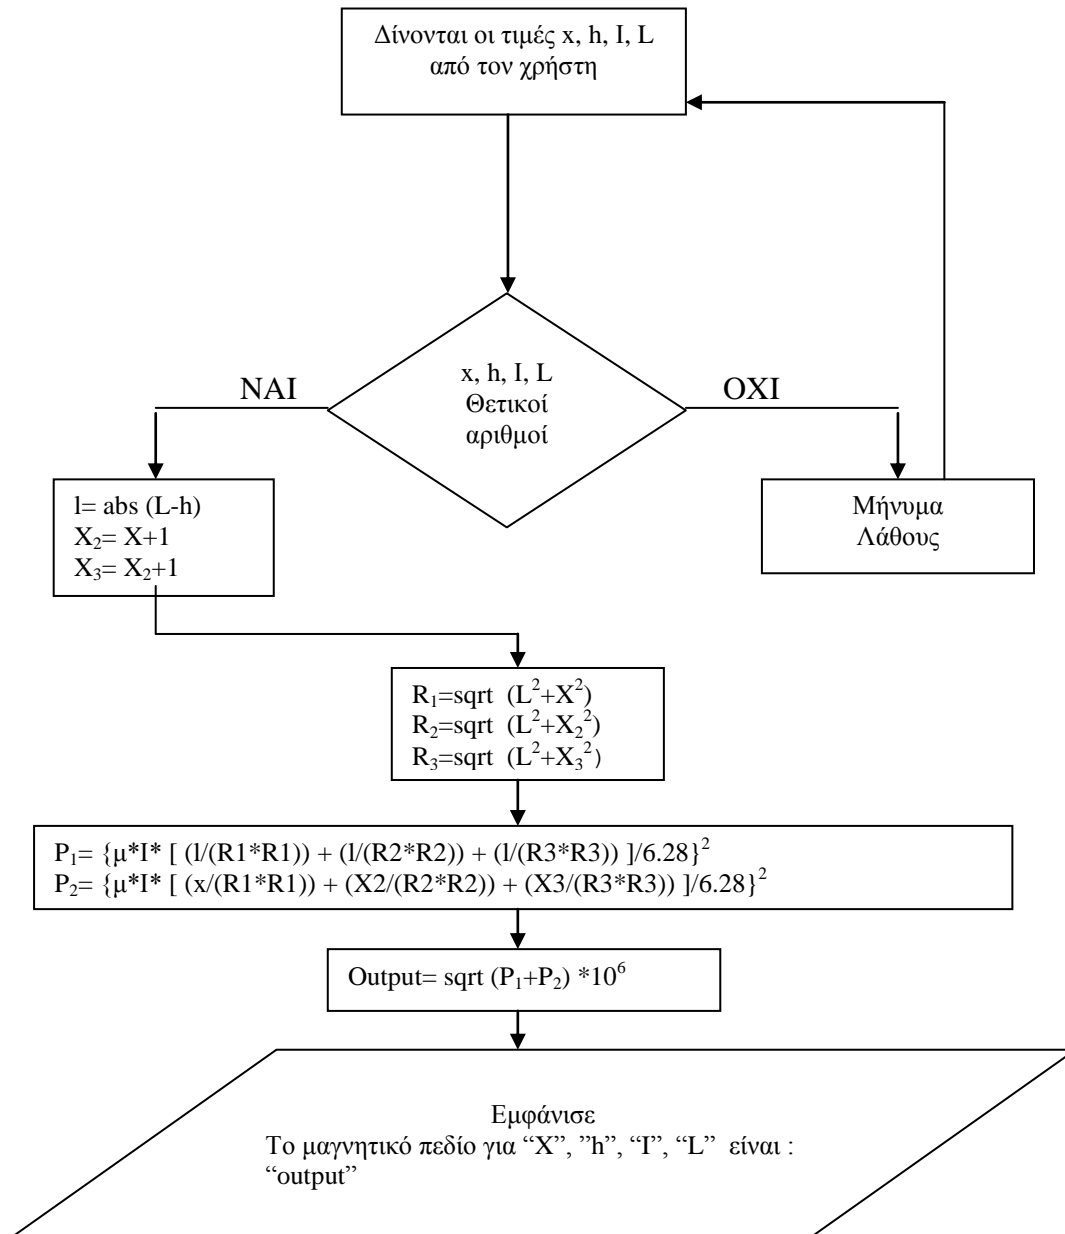 Δίνονται οι τιμές x, h, I, L
από τον χρήστη
x, h, I, L
Θετικοί
αριθμοί
ΝΑΙ
ΟΧΙ
l= abs (L-h)
X₂= X+1
X₃= X₂+1
Μήνυμα
Λάθους
R₁=sqrt (L²+X²)
R₂=sqrt (L²+X₂²)
R₃=sqrt (L²+X₃²)
P₁= {μ*I* [ (l/(R1*R1)) + (l/(R2*R2)) + (l/(R3*R3)) ]/6.28}²
P₂= {μ*I* [ (x/(R1*R1)) + (X2/(R2*R2)) + (X3/(R3*R3)) ]/6.28}²
Output= sqrt (P₁+P₂) *10⁶
Εμφάνισε
Το μαγνητικό πεδίο για “X”, ”h”, “I”, “L” είναι :
“output”